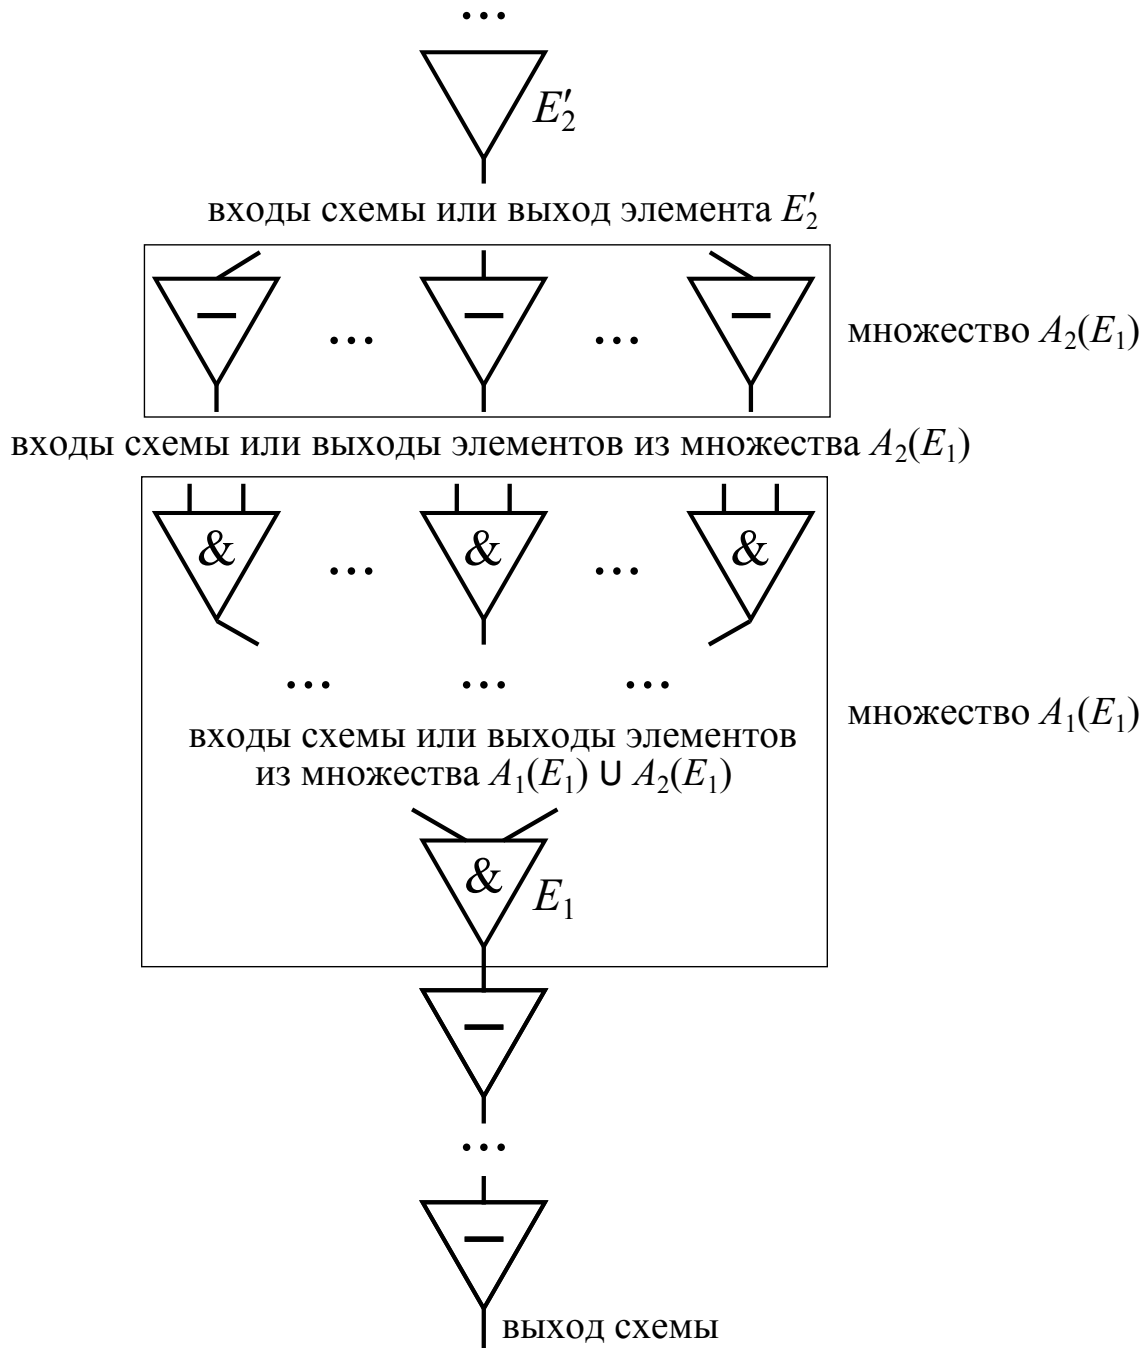 ...
E′₂
входы схемы или выход элемента E′₂
— ... — ... —
множество A₂(E₁)
входы схемы или выходы элементов из множества A₂(E₁)
& ... & ... &
... ... ...
множество A₁(E₁)
входы схемы или выходы элементов
из множества A₁(E₁) ∪ A₂(E₁)
& E₁
—
...
—
выход схемы